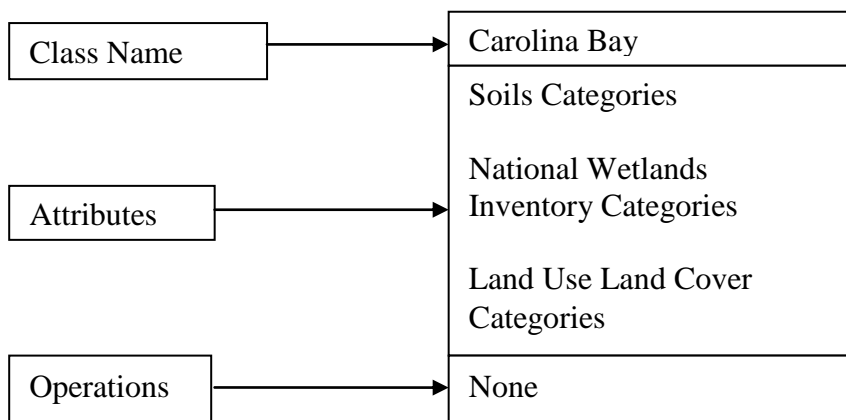 Class Name
Carolina Bay
Attributes
Soils Categories
National Wetlands
Inventory Categories
Land Use Land Cover
Categories
Operations
None